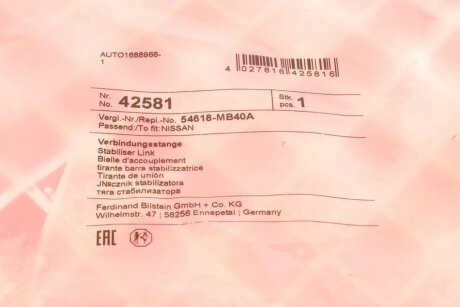 AUTO1688966-
1
4 027816 425816
Nr.
No. 42581
Stk.
pcs. 1
Vergl.-Nr./Repl.-No. 54618-MB40A
Passend:/To fit: NISSAN
Verbindungsstange
Stabiliser Link
Bielle d'accouplement
tirante barra stabilizzatrice
Tirante de unión
JNącznik stabilizatora
тяга стабилизатора
Ferdinand Bilstein GmbH + Co. KG
Wilhelmstr. 47 | 58256 Ennepetal | Germany
EAC